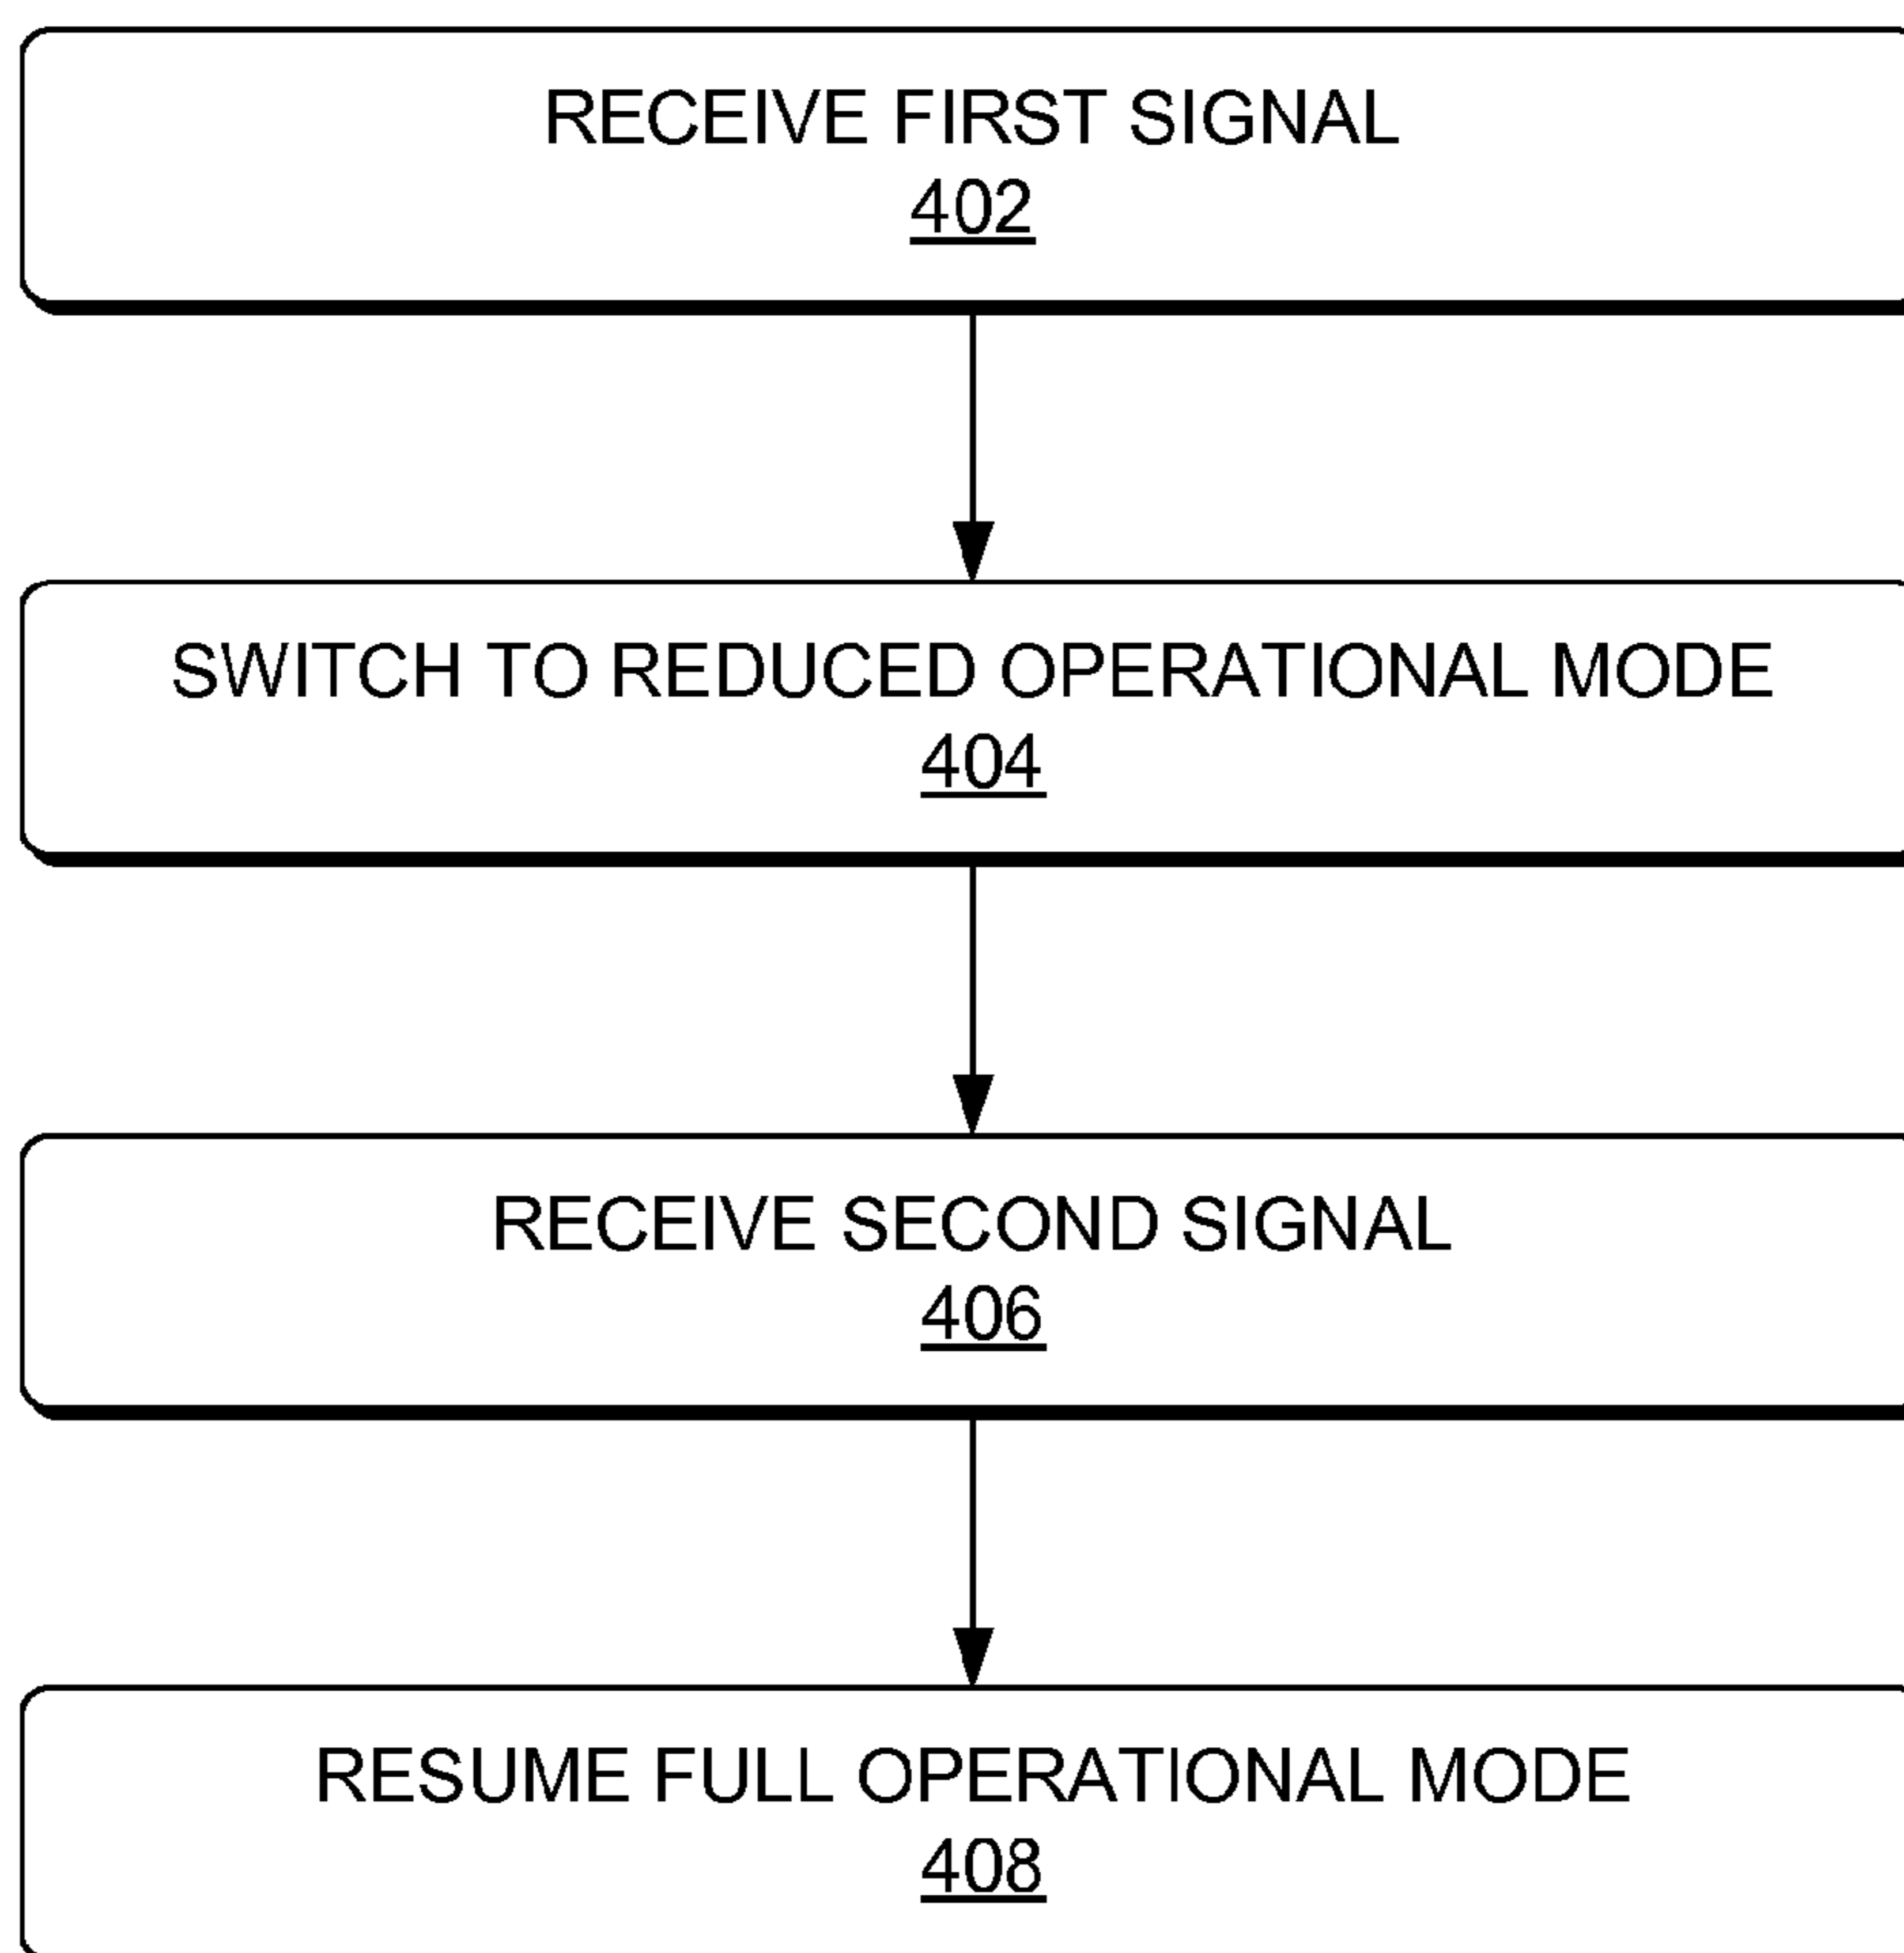 RECEIVE FIRST SIGNAL
402
SWITCH TO REDUCED OPERATIONAL MODE
404
RECEIVE SECOND SIGNAL
406
RESUME FULL OPERATIONAL MODE
408